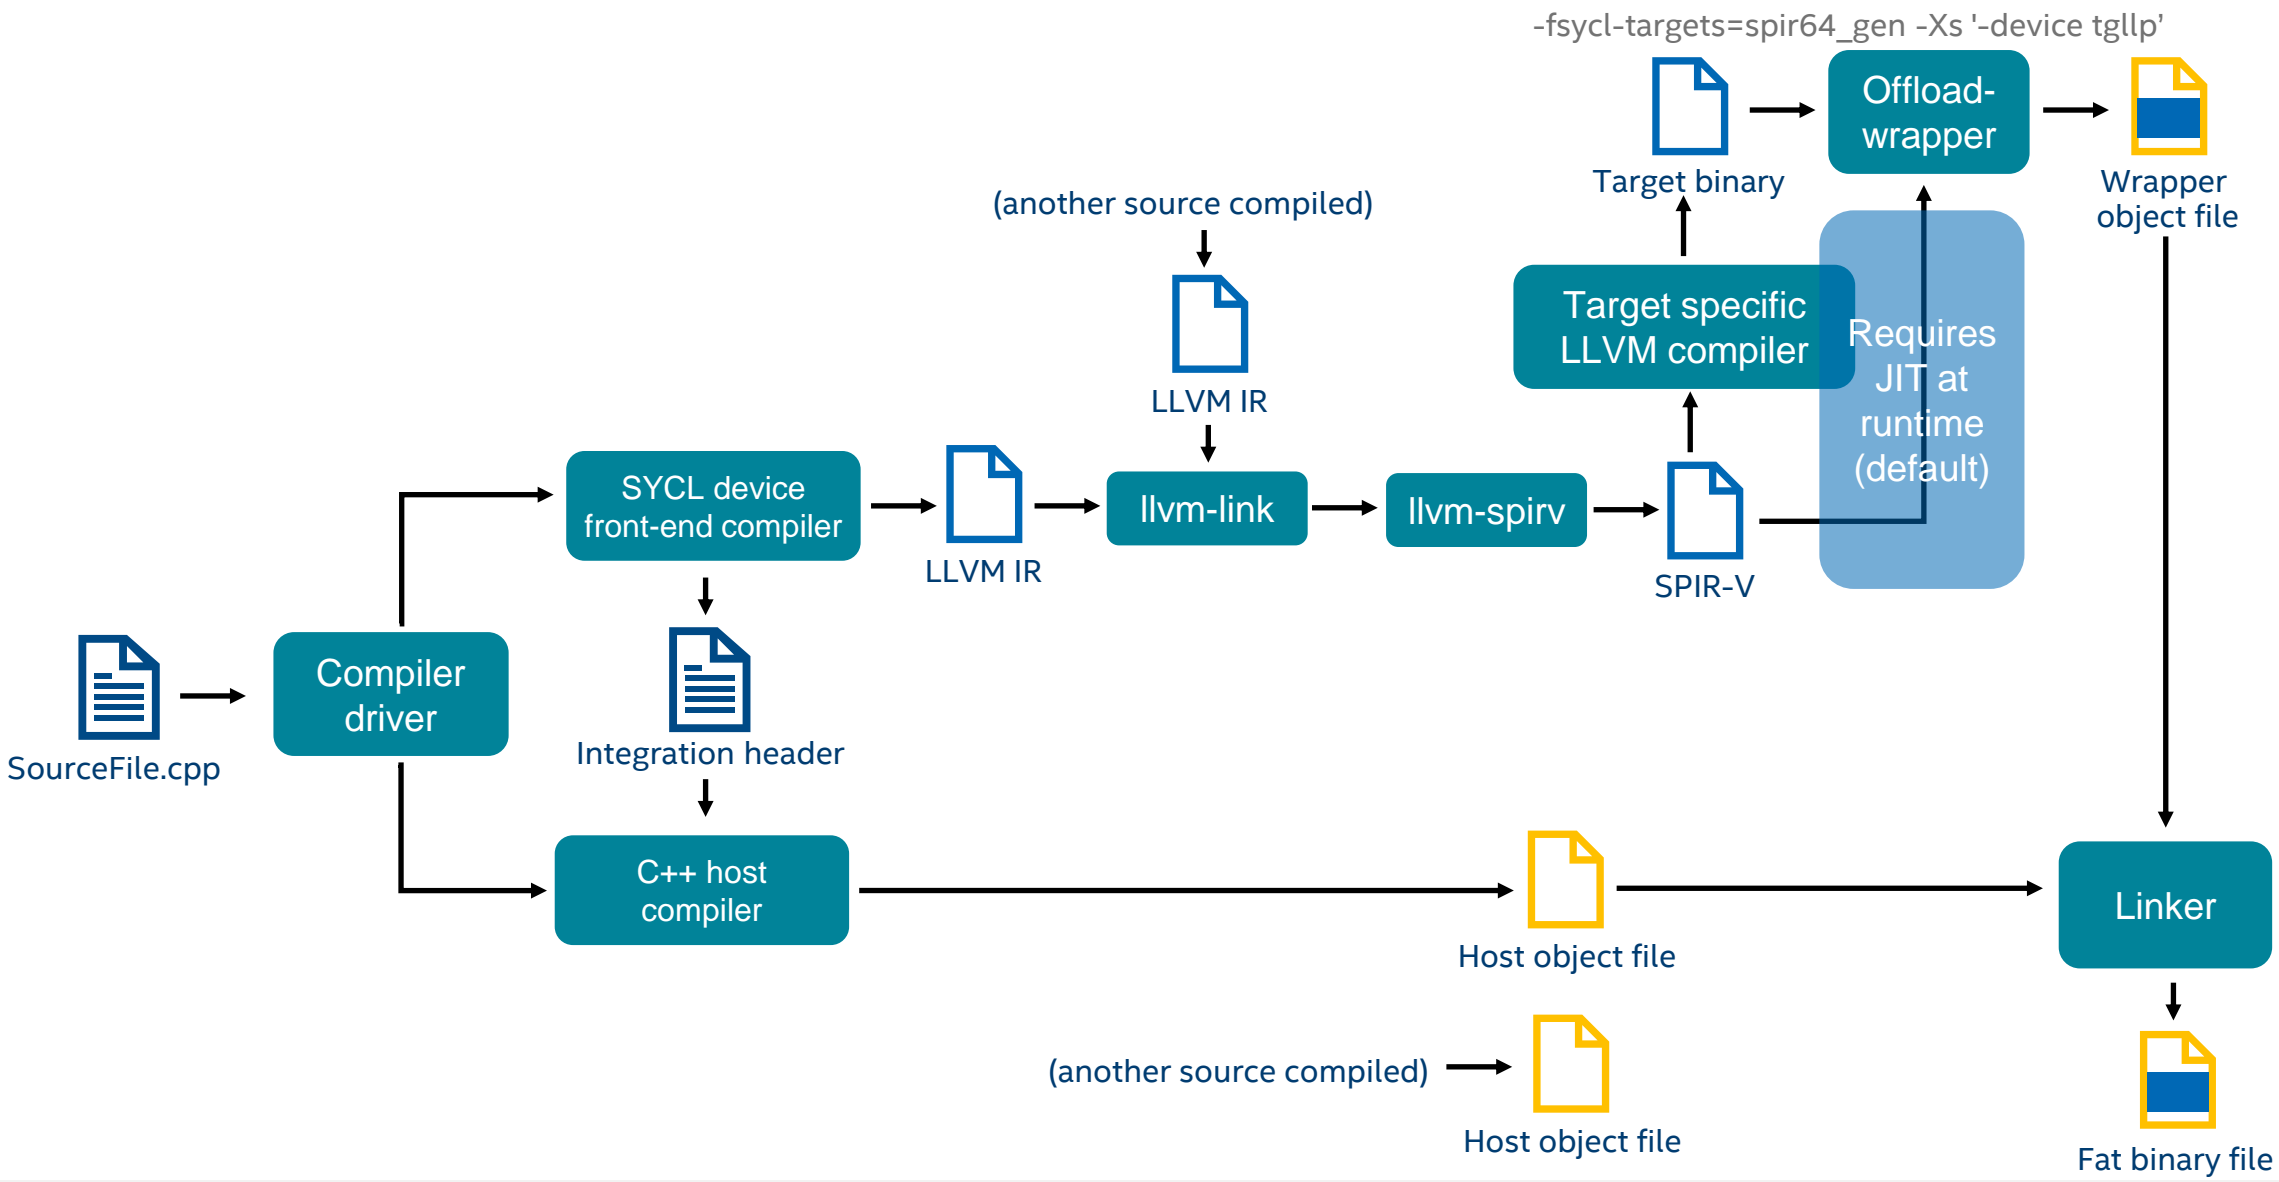 -fsycl-targets=spir64_gen -Xs '-device tgllp’
Offload-
wrapper
Target binary
Wrapper
object file
(another source compiled)
Target specific
LLVM compiler
Requires
JIT at
runtime
(default)
LLVM IR
SYCL device
front-end compiler
LLVM IR
llvm-link
llvm-spirv
SPIR-V
Compiler
driver
SourceFile.cpp
Integration header
C++ host
compiler
Host object file
Linker
(another source compiled)
Host object file
Fat binary file